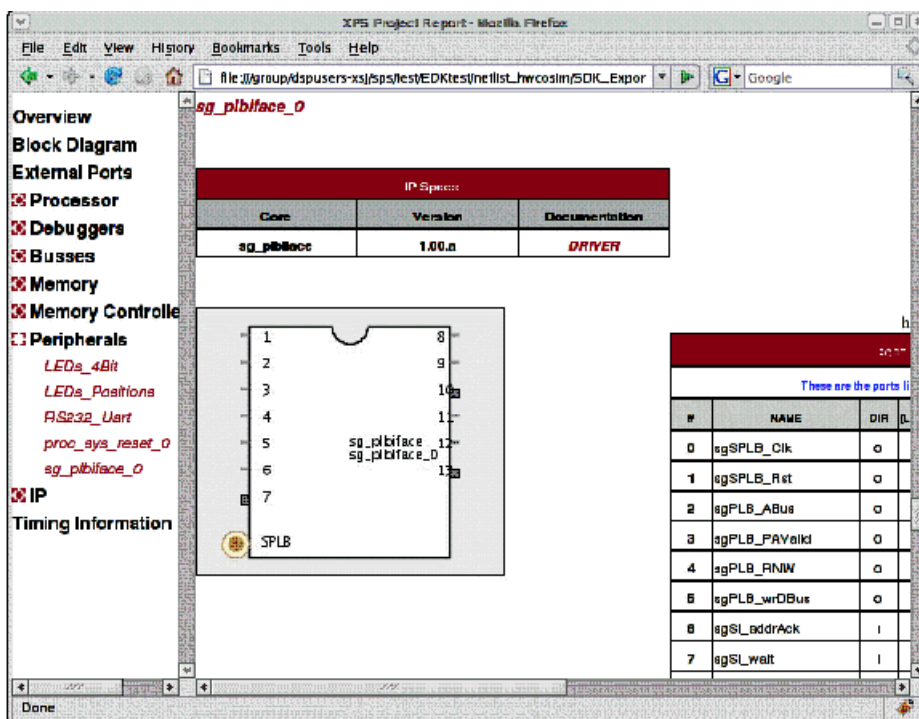 XPS Project Report - Mozilla Firefox
File Edit View History Bookmarks Tools Help
file:///group/dspusers-xsj/sps/test/EDKtest/netlist_hwcosim/SDK_Expor
G Google
Overview
Block Diagram
External Ports
Processor
Debuggers
Busses
Memory
Memory Controlle
Peripherals
LEDs_4Bit
LEDs_Positions
RS232_Uart
proc_sys_reset_0
sg_plbiface_0
IP
Timing Information
sg_plbiface_0
IP Specs
Core Version Documentation
sg_plbiface 1.00.a DRIVER
1 8
2 9
3 10
4 11
5 sg_plbiface 12
sg_plbiface_0
6 13
7
SPLB
h
These are the ports li
# NAME DIR [L
0 sgSPLB_Clk O
1 sgSPLB_Rst O
2 sgPLB_ABus O
3 sgPLB_PAValid O
4 sgPLB_RNW O
5 sgPLB_wrDBus O
6 sgSl_addrAck I
7 sgSl_wait I
Done